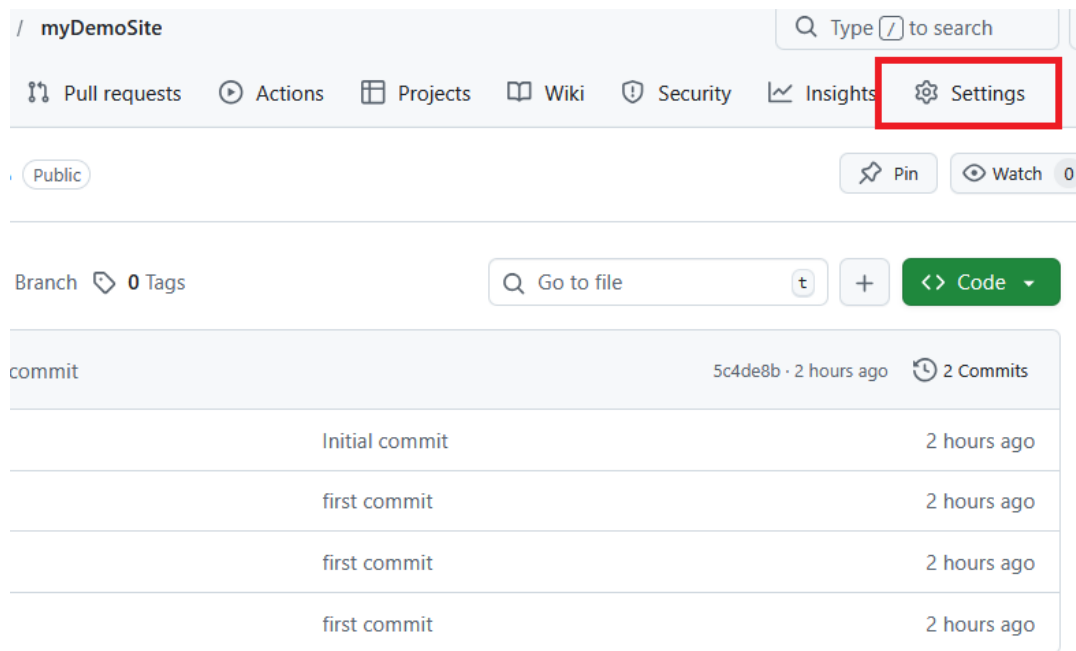 / myDemoSite Type / to search
Pull requests Actions Projects Wiki Security Insights Settings
Public Pin Watch 0
Branch 0 Tags Go to file t + <> Code
commit 5c4de8b · 2 hours ago 2 Commits
Initial commit 2 hours ago
first commit 2 hours ago
first commit 2 hours ago
first commit 2 hours ago